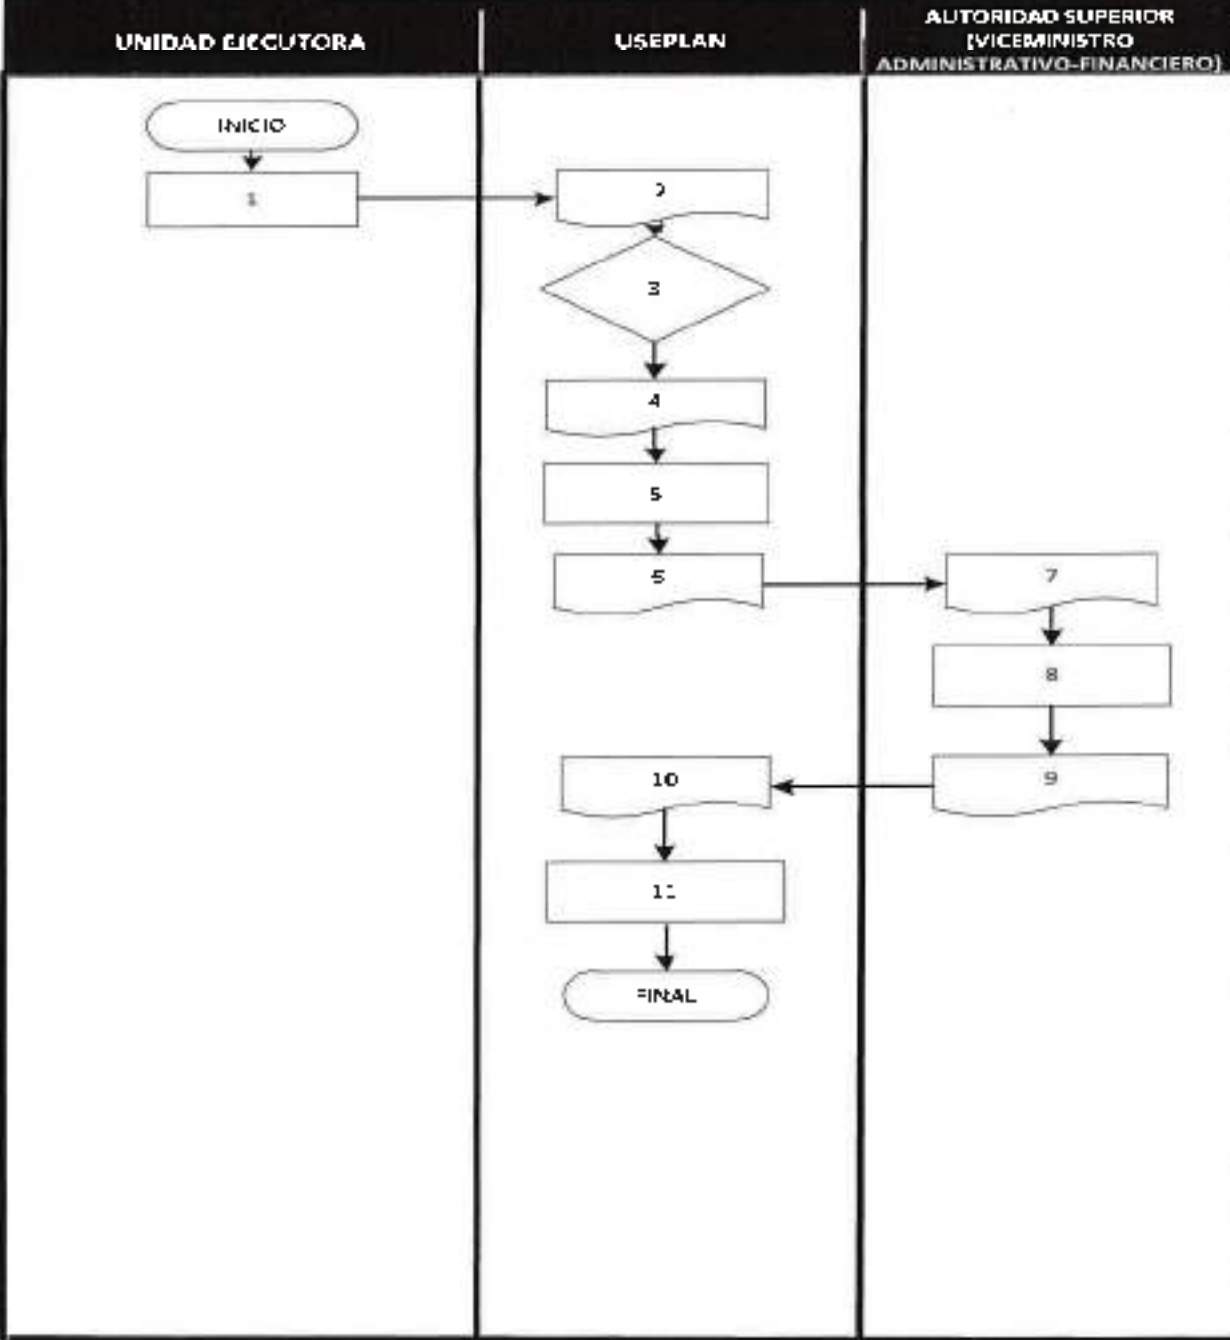 UNIDAD EJECUTORA
USEPLAN
AUTORIDAD SUPERIOR
(VICEMINISTRO
ADMINISTRATIVO-FINANCIERO)
INICIO
1
2
3
4
5
6
7
8
9
10
11
FINAL